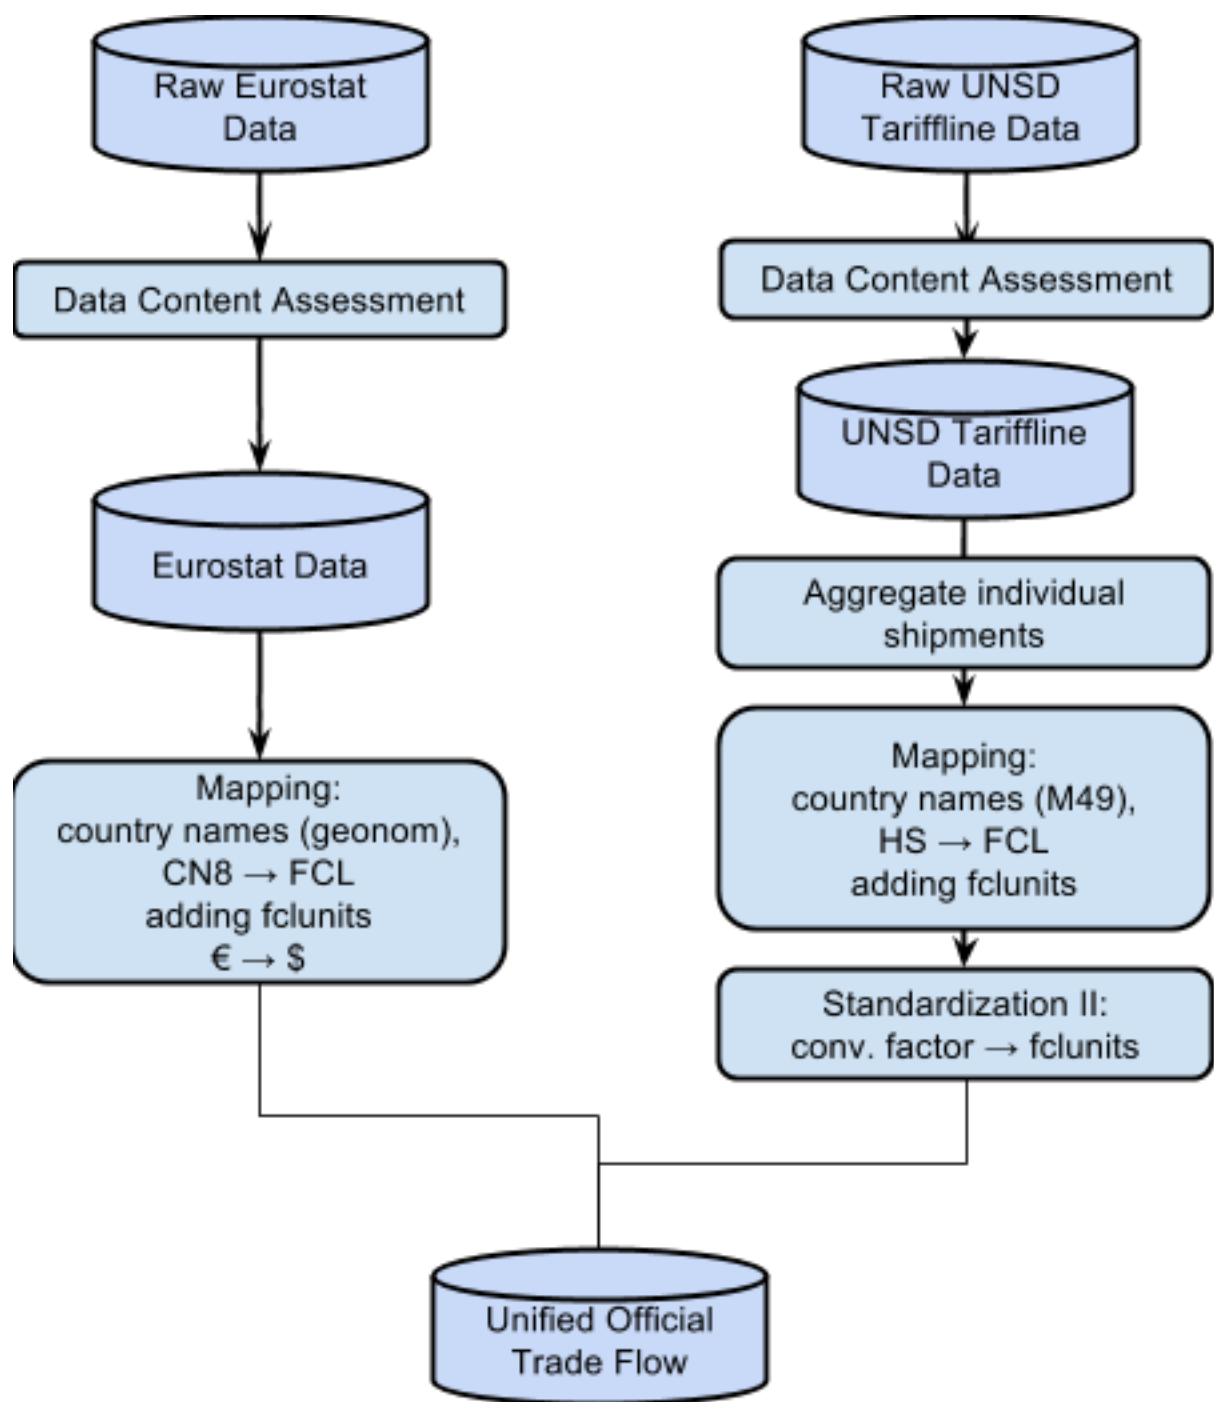 Raw Eurostat
Data
Data Content Assessment
Eurostat Data
Mapping:
country names (geonom),
CN8 → FCL
adding fclunits
€ → $
Raw UNSD
Tariffline Data
Data Content Assessment
UNSD Tariffline
Data
Aggregate individual
shipments
Mapping:
country names (M49),
HS → FCL
adding fclunits
Standardization II:
conv. factor → fclunits
Unified Official
Trade Flow